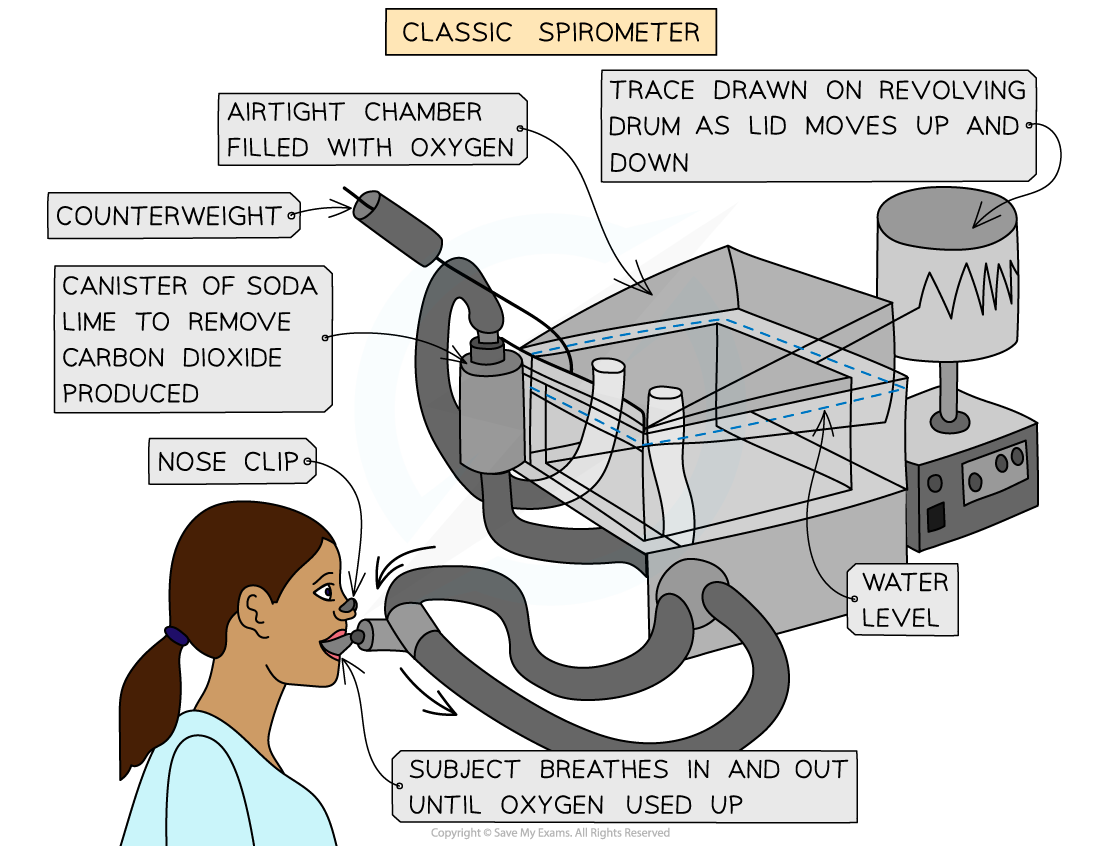 CLASSIC SPIROMETER
AIRTIGHT CHAMBER
FILLED WITH OXYGEN
TRACE DRAWN ON REVOLVING
DRUM AS LID MOVES UP AND
DOWN
COUNTERWEIGHT
CANISTER OF SODA
LIME TO REMOVE
CARBON DIOXIDE
PRODUCED
NOSE CLIP
WATER
LEVEL
SUBJECT BREATHES IN AND OUT
UNTIL OXYGEN USED UP
Copyright © Save My Exams. All Rights Reserved